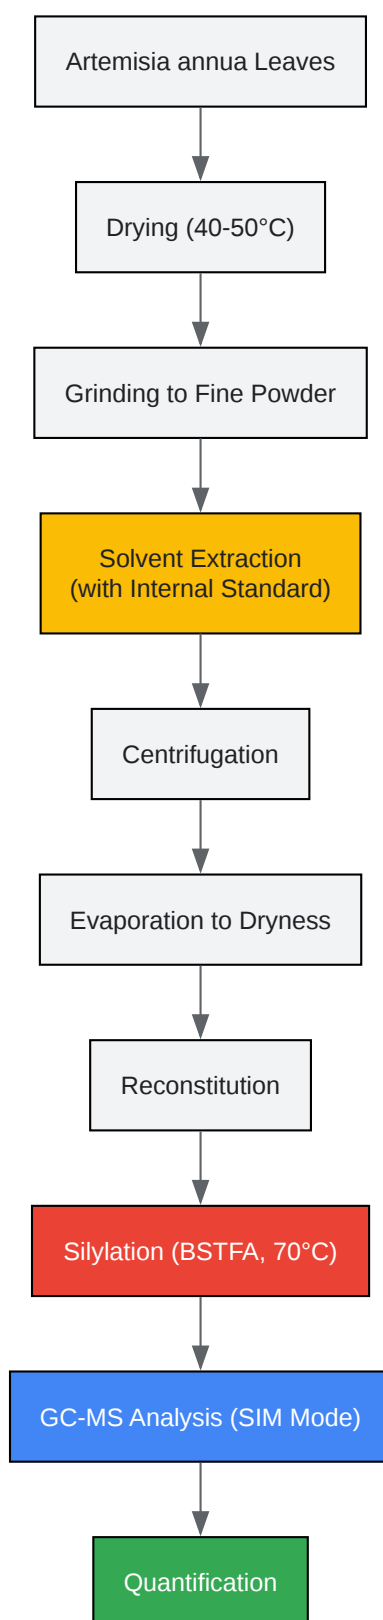 Artemisia annua Leaves
Drying (40-50°C)
Grinding to Fine Powder
Solvent Extraction
(with Internal Standard)
Centrifugation
Evaporation to Dryness
Reconstitution
Silylation (BSTFA, 70°C)
GC-MS Analysis (SIM Mode)
Quantification